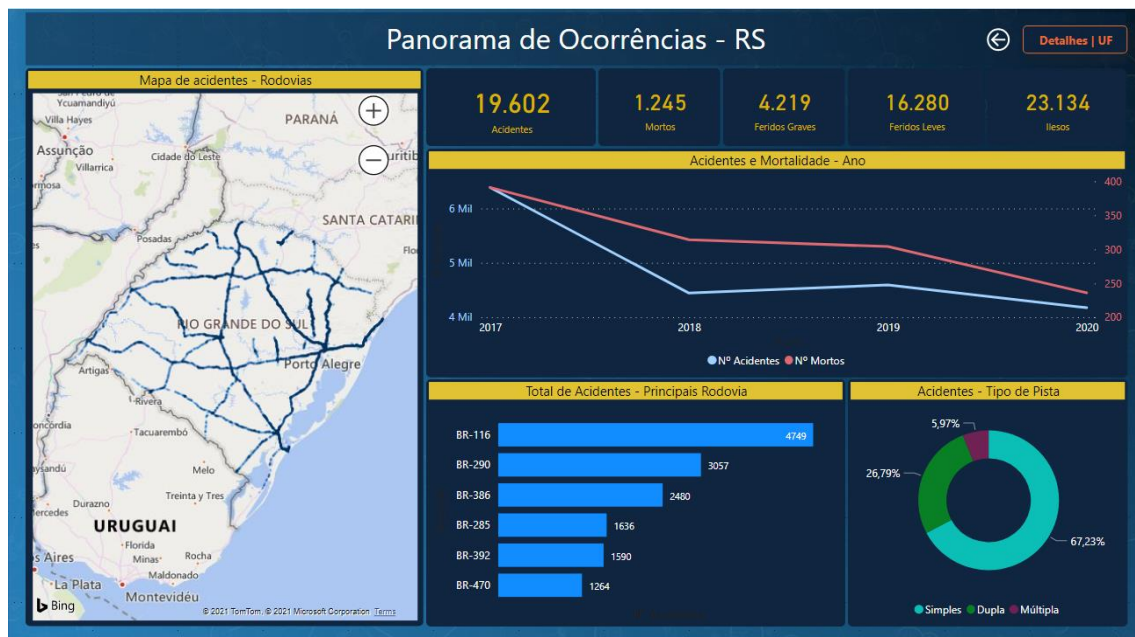 Panorama de Ocorrências - RS
Detalhes | UF
Mapa de acidentes - Rodovias
Ycuamandiyú
Villa Hayes
PARANÁ
Assunção
Cidade do Leste
Villarrica
SANTA CATARI
Posadas
RIO GRANDE DO SUL
Porto Alegre
Artigas
Rivera
Tacuarembó
Melo
Treinta y Tres
Durazno
URUGUAI
Florida
Minas
Rocha
Maldonado
La Plata
Montevidéu
Bing
© 2021 TomTom, © 2021 Microsoft Corporation Terms
19.602
Acidentes
1.245
Mortos
4.219
Feridos Graves
16.280
Feridos Leves
23.134
Ilesos
Acidentes e Mortalidade - Ano
6 Mil
5 Mil
4 Mil
400
350
300
250
200
2017 2018 2019 2020
Nº Acidentes Nº Mortos
Total de Acidentes - Principais Rodovia
BR-116 4749
BR-290 3057
BR-386 2480
BR-285 1636
BR-392 1590
BR-470 1264
Acidentes - Tipo de Pista
5,97%
26,79%
67,23%
Simples Dupla Múltipla